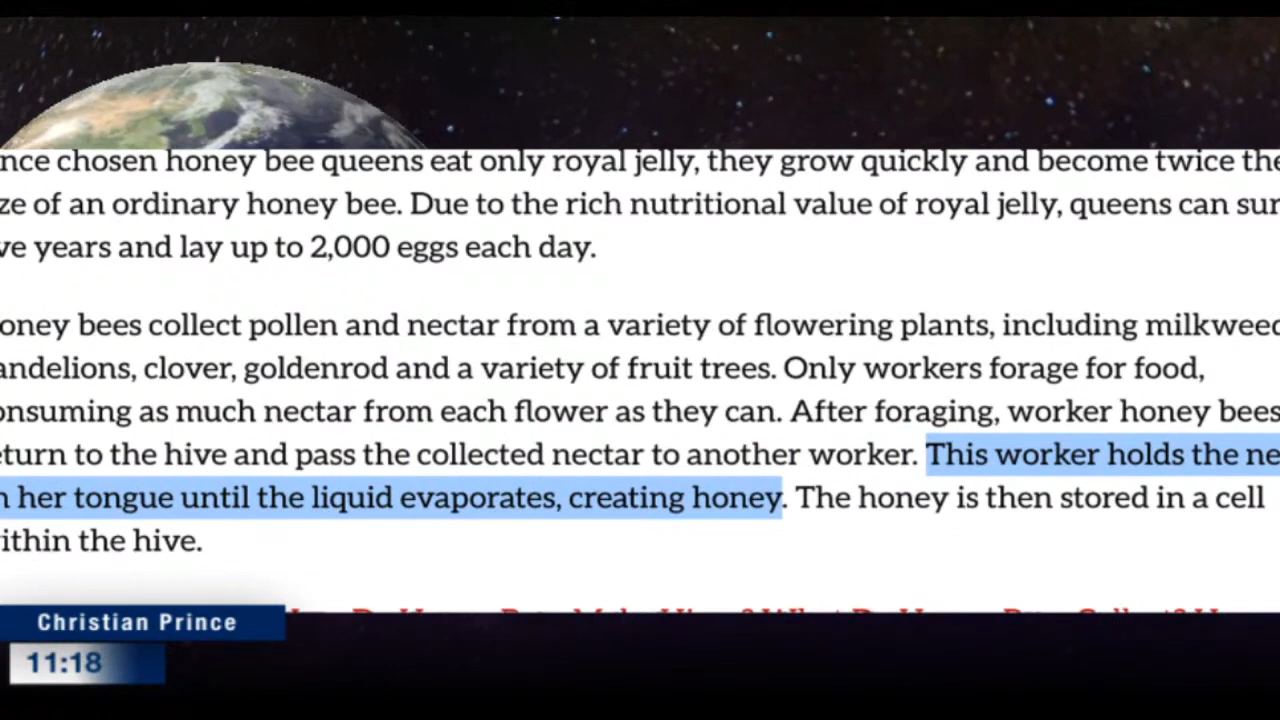 nce chosen honey bee queens eat only royal jelly, they grow quickly and become twice the
ze of an ordinary honey bee. Due to the rich nutritional value of royal jelly, queens can sur
ve years and lay up to 2,000 eggs each day.
oney bees collect pollen and nectar from a variety of flowering plants, including milkweed
andelions, clover, goldenrod and a variety of fruit trees. Only workers forage for food,
onsuming as much nectar from each flower as they can. After foraging, worker honey bees
eturn to the hive and pass the collected nectar to another worker. This worker holds the ne
n her tongue until the liquid evaporates, creating honey. The honey is then stored in a cell
ithin the hive.
Christian Prince
11:18